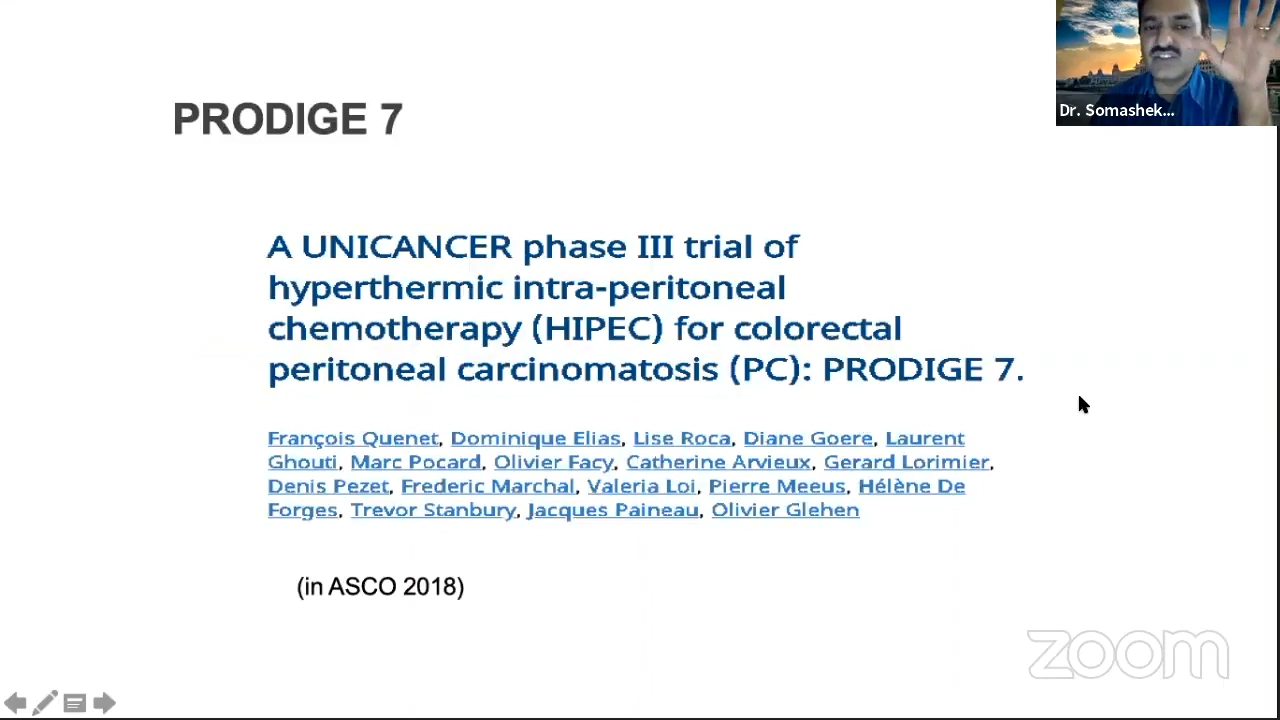 Dr. Somashek...
PRODIGE 7
A UNICANCER phase III trial of
hyperthermic intra-peritoneal
chemotherapy (HIPEC) for colorectal
peritoneal carcinomatosis (PC): PRODIGE 7.
François Quenet, Dominique Elias, Lise Roca, Diane Goere, Laurent
Ghouti, Marc Pocard, Olivier Facy, Catherine Arvieux, Gerard Lorimier,
Denis Pezet, Frederic Marchal, Valeria Loi, Pierre Meeus, Hélène De
Forges, Trevor Stanbury, Jacques Paineau, Olivier Glehen
(in ASCO 2018)
zoom